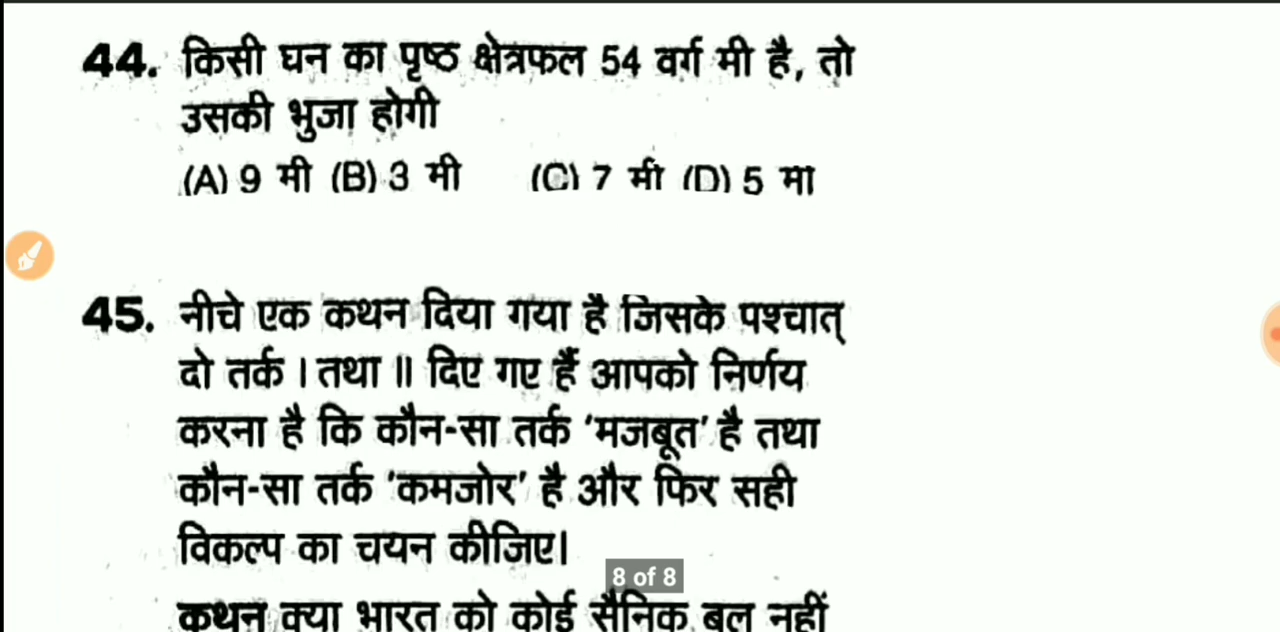 44. किसी घन का पृष्ठ क्षेत्रफल 54 वर्ग मी है, तो
उसकी भुजा होगी
(A) 9 मी (B) 3 मी (C) 7 मी (D) 5 मी
45. नीचे एक कथन दिया गया है जिसके पश्चात्
दो तर्क । तथा ॥ दिए गए हैं आपको निर्णय
करना है कि कौन-सा तर्क ‘मजबूत’ है तथा
कौन-सा तर्क ‘कमजोर’ है और फिर सही
विकल्प का चयन कीजिए।
8 of 8
कथन क्या भारत को कोई सैनिक बल नहीं